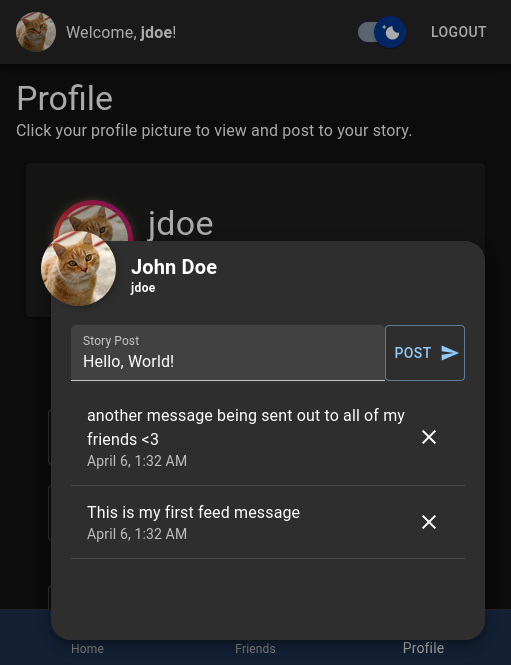 Welcome, jdoe!
LOGOUT
Profile
Click your profile picture to view and post to your story.
jdoe
John Doe
jdoe
Story Post
Hello, World!
POST
another message being sent out to all of my
friends <3
April 6, 1:32 AM
This is my first feed message
April 6, 1:32 AM
Home
Friends
Profile